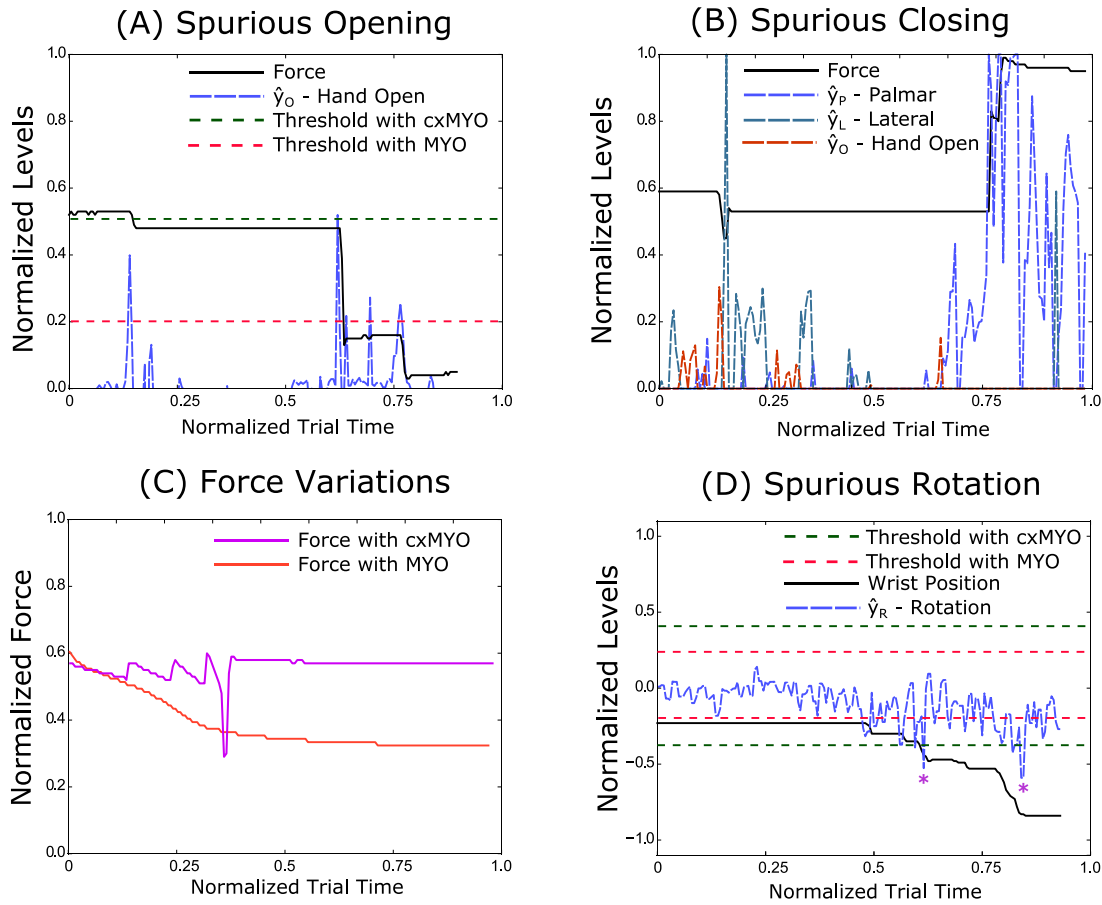 (A) Spurious Opening
Normalized Levels
1.0
0.8
0.6
0.4
0.2
0.0
Force
ŷO - Hand Open
Threshold with cxMYO
Threshold with MYO
0
0.25
0.5
0.75
1.0
Normalized Trial Time
(B) Spurious Closing
Normalized Levels
1.0
0.8
0.6
0.4
0.2
0.0
Force
ŷP - Palmar
ŷL - Lateral
ŷO - Hand Open
0
0.25
0.5
0.75
1.0
Normalized Trial Time
(C) Force Variations
Normalized Force
1.0
0.8
0.6
0.4
0.2
0.0
Force with cxMYO
Force with MYO
0
0.25
0.5
0.75
1.0
Normalized Trial Time
(D) Spurious Rotation
Normalized Levels
1.0
0.5
0.0
−0.5
−1.0
Threshold with cxMYO
Threshold with MYO
Wrist Position
ŷR - Rotation
*
*
0
0.25
0.5
0.75
1.0
Normalized Trial Time